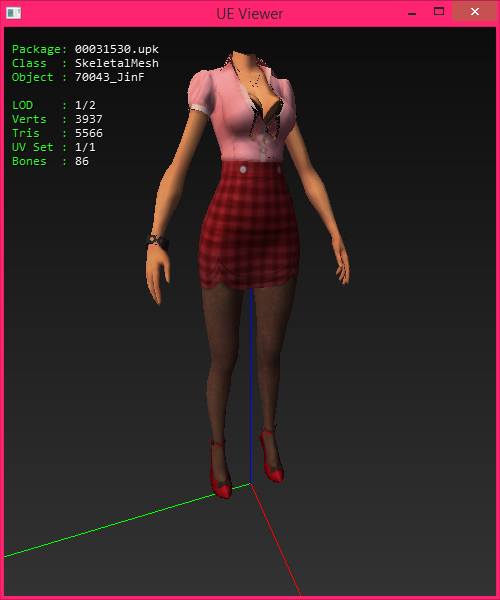 UE Viewer
Package: 00031530.upk
Class : SkeletalMesh
Object : 70043_JinF
LOD : 1/2
Verts : 3937
Tris : 5566
UV Set : 1/1
Bones : 86